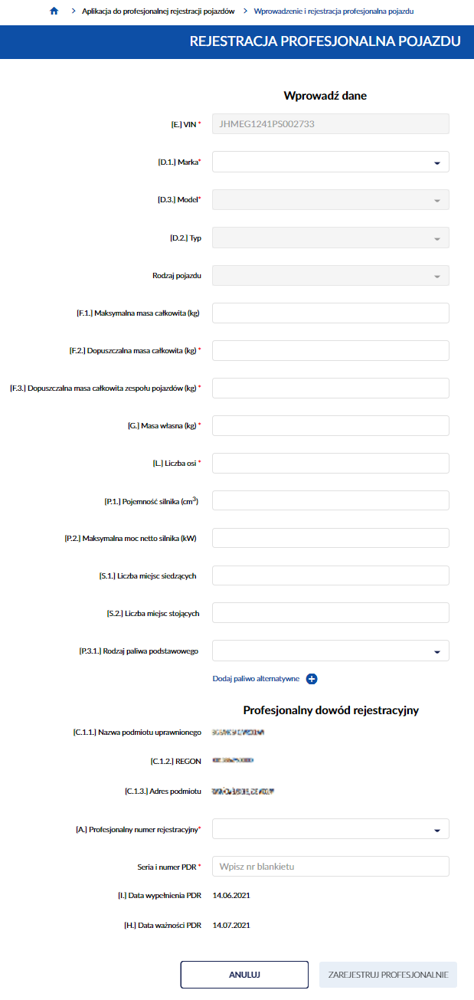 Aplikacja do profesjonalnej rejestracji pojazdów > Wprowadzenie i rejestracja profesjonalna pojazdu
REJESTRACJA PROFESJONALNA POJAZDU
Wprowadź dane
[E.] VIN * JHMEG1241PS002733
[D.1.] Marka*
[D.3.] Model*
[D.2.] Typ
Rodzaj pojazdu
[F.1.] Maksymalna masa całkowita (kg)
[F.2.] Dopuszczalna masa całkowita (kg) *
[F.3.] Dopuszczalna masa całkowita zespołu pojazdów (kg) *
[G.] Masa własna (kg) *
[L.] Liczba osi *
[P.1.] Pojemność silnika (cm³)
[P.2.] Maksymalna moc netto silnika (kW)
[S.1.] Liczba miejsc siedzących
[S.2.] Liczba miejsc stojących
[P.3.1.] Rodzaj paliwa podstawowego
Dodaj paliwo alternatywne
Profesjonalny dowód rejestracyjny
[C.1.1.] Nazwa podmiotu uprawnionego
[C.1.2.] REGON
[C.1.3.] Adres podmiotu
[A.] Profesjonalny numer rejestracyjny*
Seria i numer PDR * Wpisz nr blankietu
[I.] Data wypełnienia PDR 14.06.2021
[H.] Data ważności PDR 14.07.2021
ANULUJ ZAREJESTRUJ PROFESJONALNIE